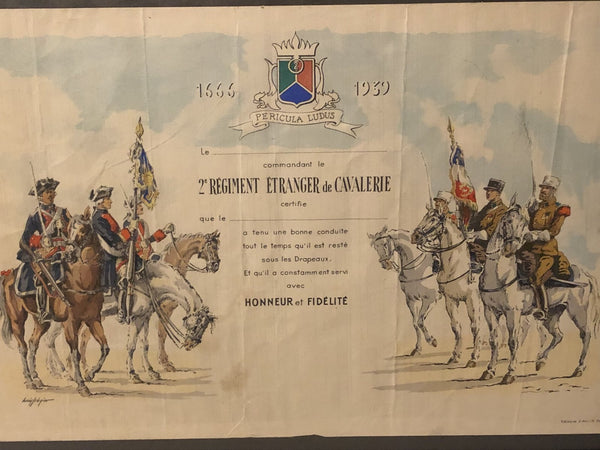 1666 1939
PERICULA LUDUS
Le
commandant le
2e RÉGIMENT ÉTRANGER de CAVALERIE
certifie
que le
a tenu une bonne conduite
tout le temps qu'il est resté
sous les Drapeaux.
Et qu'il a constamment servi
avec
HONNEUR et FIDÉLITÉ